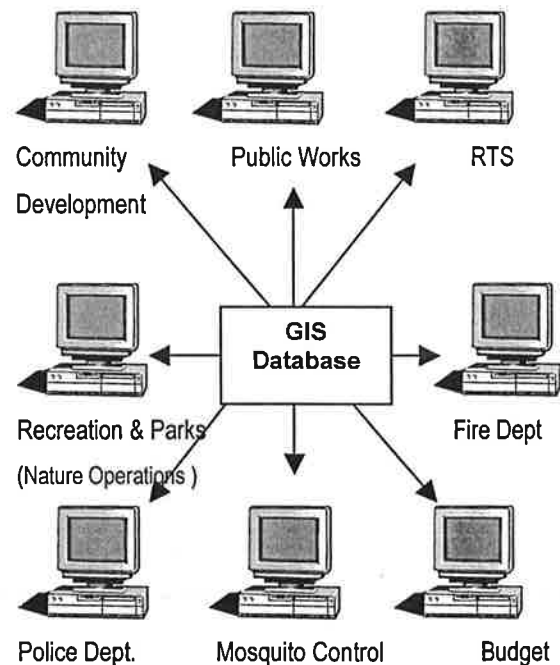 Community
Development
Public Works
RTS
GIS
Database
Recreation & Parks
(Nature Operations )
Fire Dept
Police Dept.
Mosquito Control
Budget